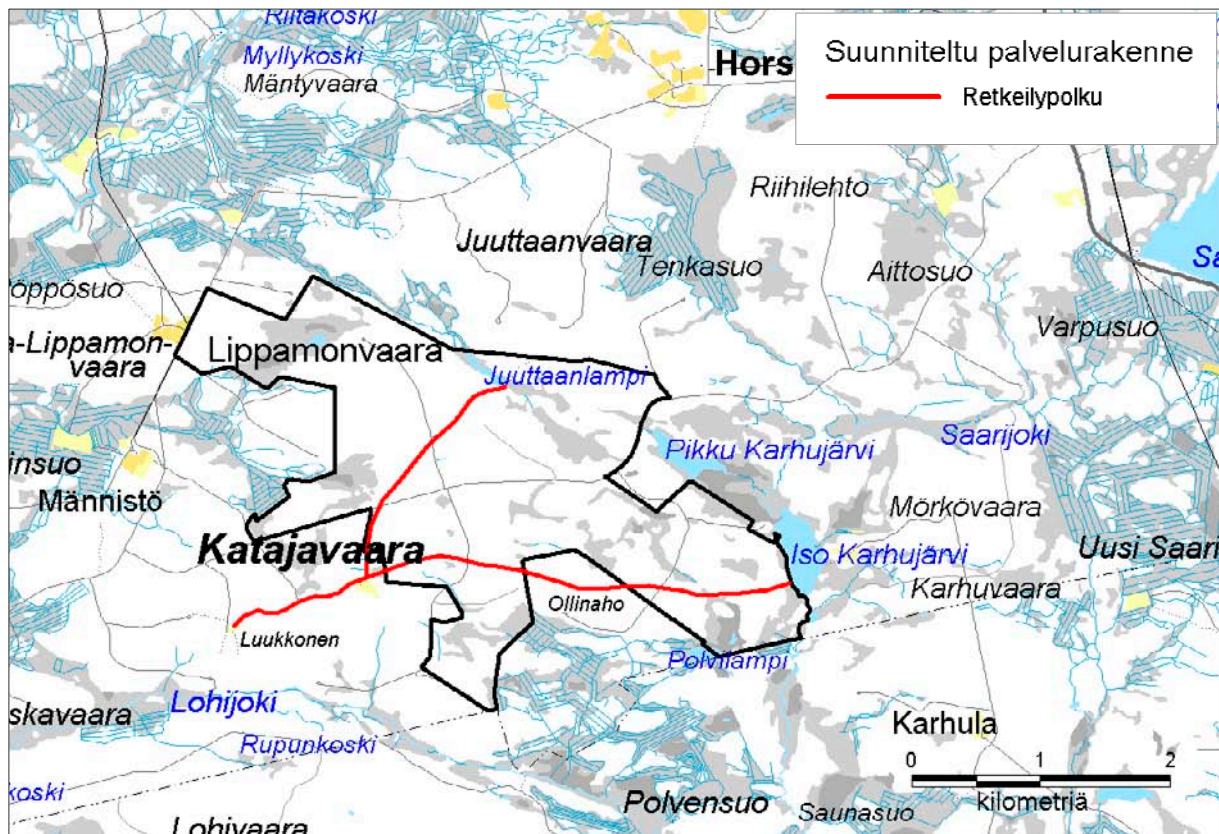 Riitakoski
Myllykoski
Mäntyvaara
Hors
Suunniteltu palvelurakenne
Retkeilypolku
Riihilehto
Juuttaanvaara
Tenkasuo
Aittosuo
Sa
öppösuo
Varpusuo
a-Lippamon-
vaara
Lippamonvaara
Juuttaanlampi
Pikku Karhujärvi
Saarijoki
insuo
Männistö
Mörkövaara
Katajavaara
Iso Karhujärvi
Uusi Saari
Karhuvaara
Ollinaho
Luukkonen
Polvilampi
skavaara
Lohijoki
Rupunkoski
Karhula
0 1 2
kilometriä
koski
Polvensuo
Saunasuo
Lohivaara